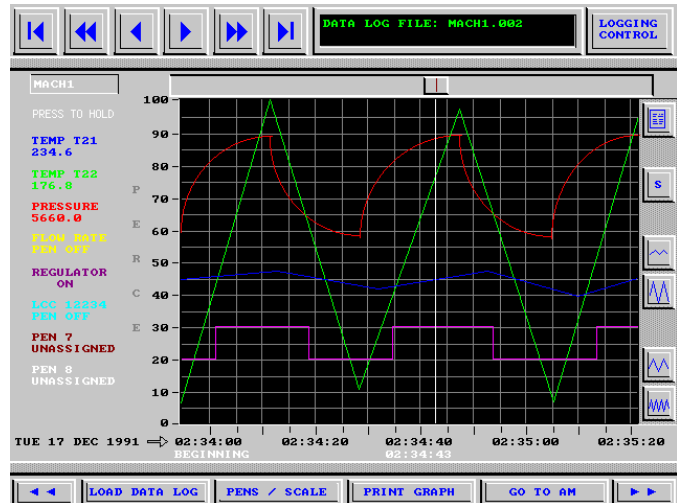 DATA LOG FILE: MACH1.002
LOGGING
CONTROL
MACH1
PRESS TO HOLD
TEMP T21
234.6
TEMP T22
176.8
PRESSURE
5660.0
FLOW RATE
PEN OFF
REGULATOR
ON
LCC 12234
PEN OFF
PEN 7
UNASSIGNED
PEN 8
UNASSIGNED
P
E
R
C
E
100
90
80
70
60
50
40
30
20
10
0
S
TUE 17 DEC 1991
02:34:00 02:34:20 02:34:40 02:35:00 02:35:20
BEGINNING 02:34:43
LOAD DATA LOG
PENS / SCALE
PRINT GRAPH
GO TO AM